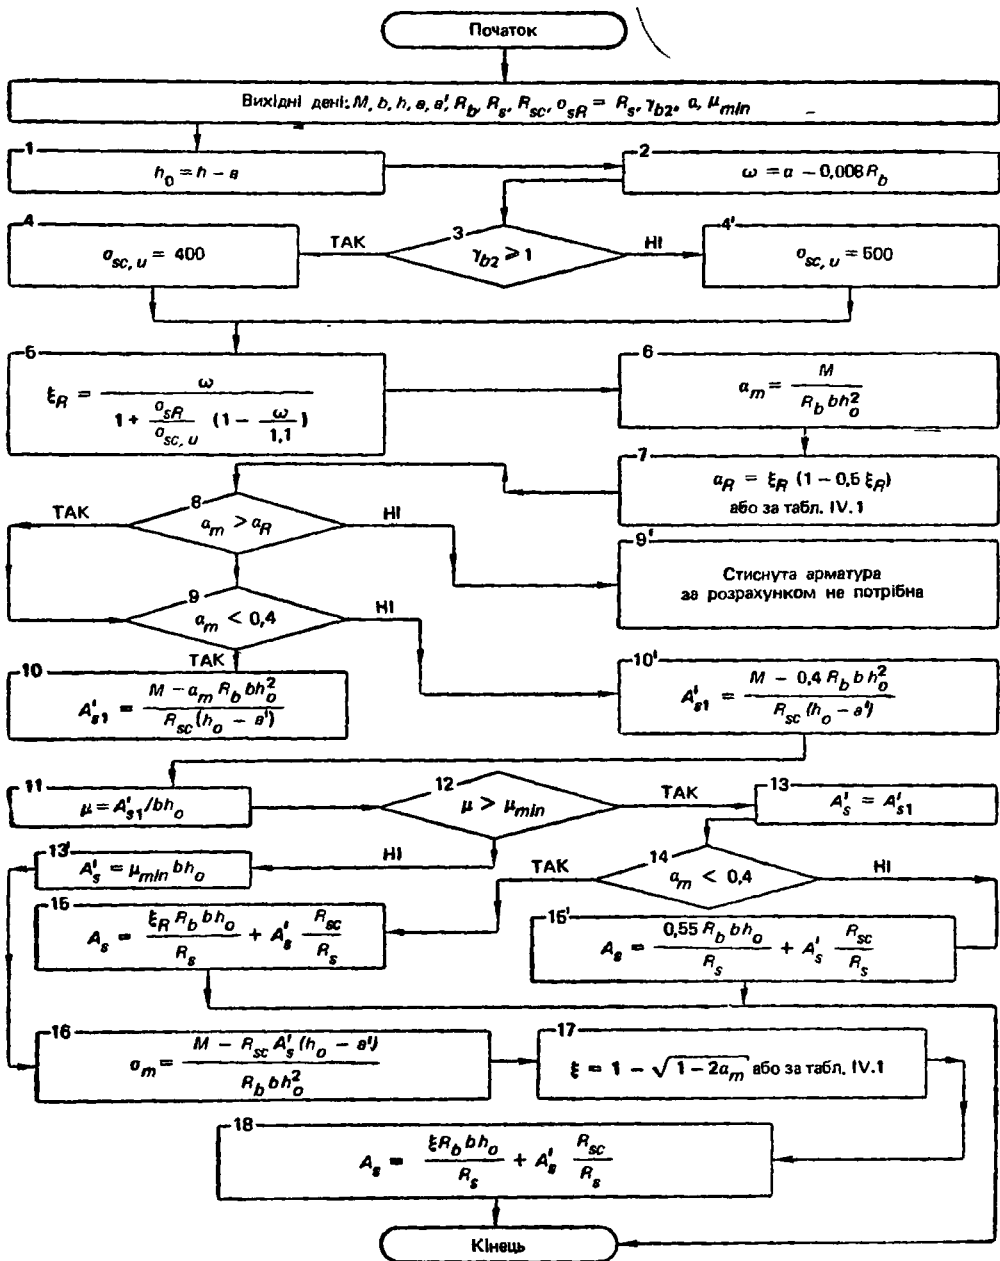 Початок
Вихідні дені: M, b, h, a, a', R_b, R_s, R_sc, σ_sR = R_s, γ_b2, α, μ_min
1
h_0 = h − a
2
ω = α − 0,008 R_b
3
γ_b2 ⩾ 1
ТАК
НІ
4
σ_sc, u = 400
4'
σ_sc, u = 500
5
ξ_R = ω / (1 + σ_sR / σ_sc, u (1 − ω / 1,1))
6
α_m = M / (R_b b h_0^2)
7
α_R = ξ_R (1 − 0,5 ξ_R)
або за табл. IV.1
8
α_m > α_R
ТАК
НІ
9'
Стиснута арматура
за розрахунком не потрібна
9
α_m < 0,4
НІ
ТАК
10
A'_s1 = (M − α_m R_b b h_0^2) / (R_sc (h_0 − a'))
10'
A'_s1 = (M − 0,4 R_b b h_0^2) / (R_sc (h_0 − a'))
11
μ = A'_s1 / b h_0
12
μ > μ_min
ТАК
НІ
13
A'_s = A'_s1
13'
A'_s = μ_min b h_0
14
α_m < 0,4
ТАК
НІ
15
A_s = ξ_R R_b b h_0 / R_s + A'_s R_sc / R_s
15'
A_s = 0,55 R_b b h_0 / R_s + A'_s R_sc / R_s
16
α_m = (M − R_sc A'_s (h_0 − a')) / (R_b b h_0^2)
17
ξ = 1 − √(1 − 2α_m) або за табл. IV.1
18
A_s = ξ R_b b h_0 / R_s + A'_s R_sc / R_s
Кінець